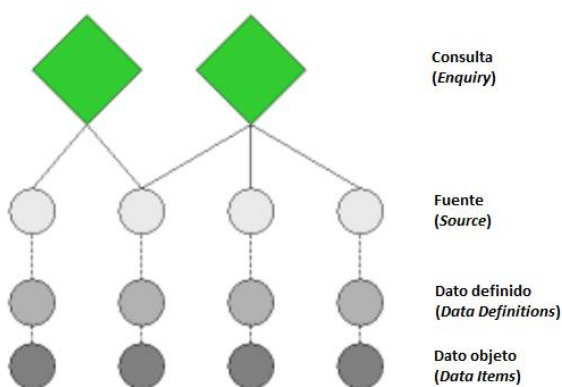 Consulta
(Enquiry)
Fuente
(Source)
Dato definido
(Data Definitions)
Dato objeto
(Data Items)